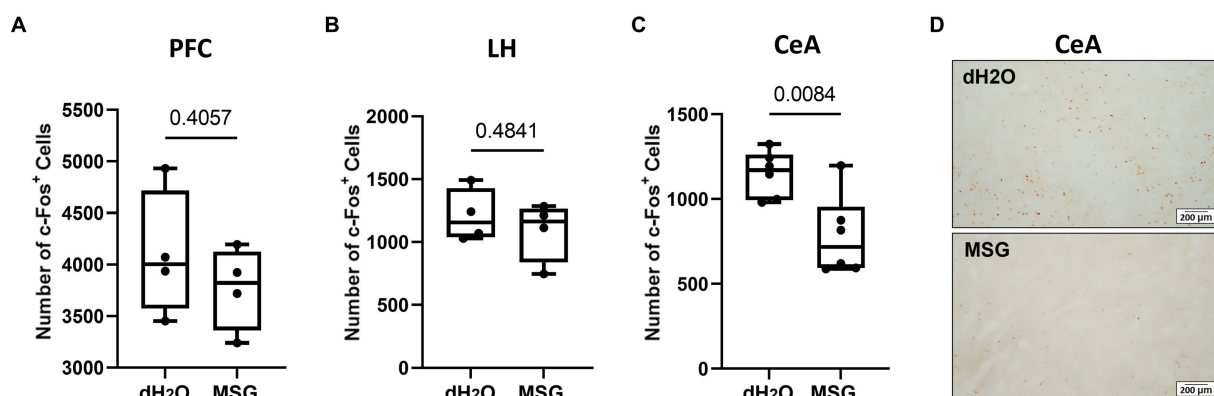 A
PFC
Number of c-Fos+ Cells
5500
5000
4500
4000
3500
3000
0.4057
dH2O
MSG
B
LH
Number of c-Fos+ Cells
2000
1500
1000
500
0
0.4841
dH2O
MSG
C
CeA
Number of c-Fos+ Cells
1500
1000
500
0
0.0084
dH2O
MSG
D
CeA
dH2O
200 µm
MSG
200 µm